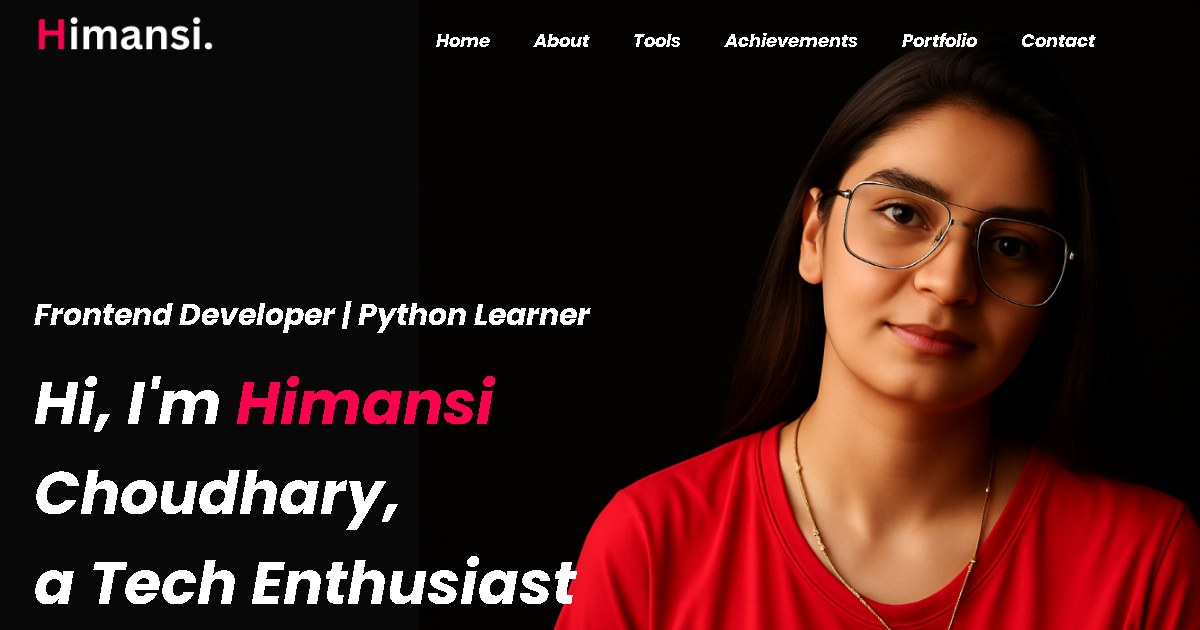 Himansi.
Home About Tools Achievements Portfolio Contact
Frontend Developer | Python Learner
Hi, I'm Himansi
Choudhary,
a Tech Enthusiast